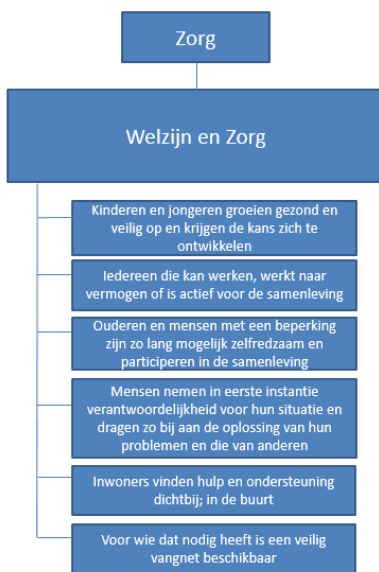 Zorg
Welzijn en Zorg
Kinderen en jongeren groeien gezond en
veilig op en krijgen de kans zich te
ontwikkelen
Iedereen die kan werken, werkt naar
vermogen of is actief voor de samenleving
Ouderen en mensen met een beperking
zijn zo lang mogelijk zelfredzaam en
participeren in de samenleving
Mensen nemen in eerste instantie
verantwoordelijkheid voor hun situatie en
dragen zo bij aan de oplossing van hun
problemen en die van anderen
Inwoners vinden hulp en ondersteuning
dichtbij; in de buurt
Voor wie dat nodig heeft is een veilig
vangnet beschikbaar